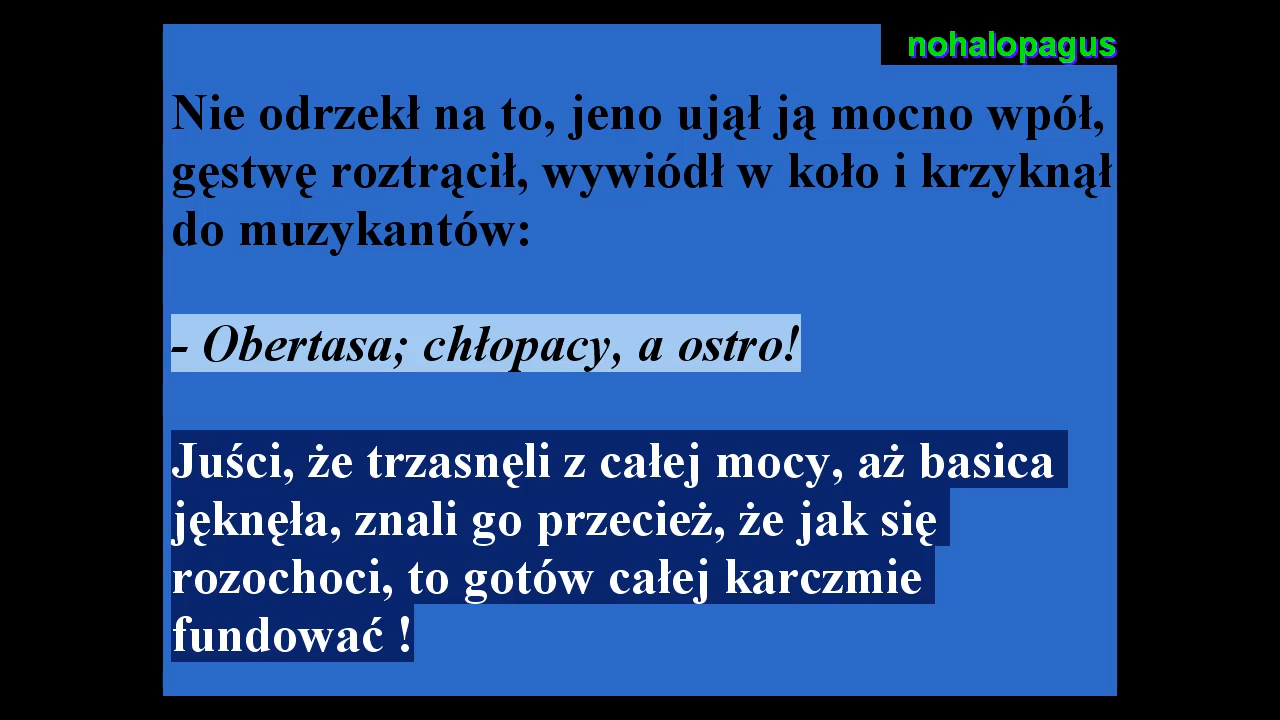 nohalopagus
Nie odrzekł na to, jeno ujął ją mocno wpół,
gęstwę roztrącił, wywiódł w koło i krzyknął
do muzykantów:
- Obertasa; chłopacy, a ostro!
Juści, że trzasnęli z całej mocy, aż basica
jęknęła, znali go przecież, że jak się
rozochoci, to gotów całej karczmie
fundować !